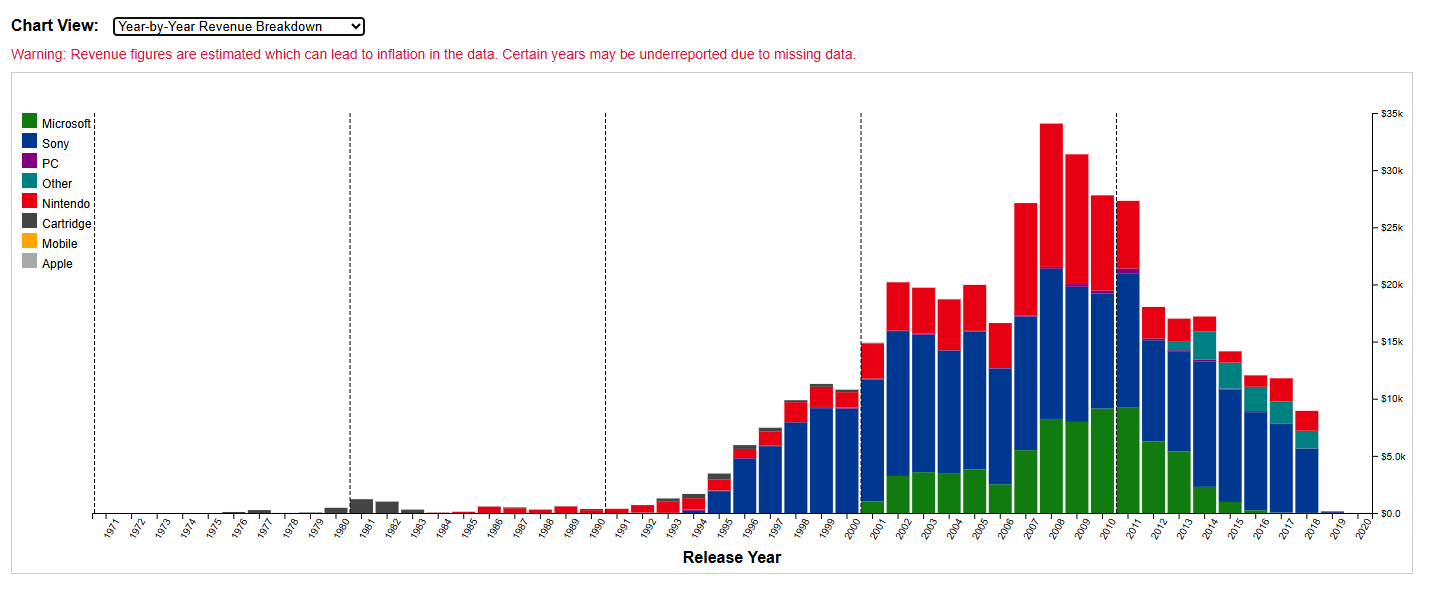 Chart View: Year-by-Year Revenue Breakdown
Warning: Revenue figures are estimated which can lead to inflation in the data. Certain years may be underreported due to missing data.
Microsoft
Sony
PC
Other
Nintendo
Cartridge
Mobile
Apple
$35k
$30k
$25k
$20k
$15k
$10k
$5.0k
$0.0
1971 1972 1973 1974 1975 1976 1977 1978 1979 1980 1981 1982 1983 1984 1985 1986 1987 1988 1989 1990 1991 1992 1993 1994 1995 1996 1997 1998 1999 2000 2001 2002 2003 2004 2005 2006 2007 2008 2009 2010 2011 2012 2013 2014 2015 2016 2017 2018 2019 2020
Release Year